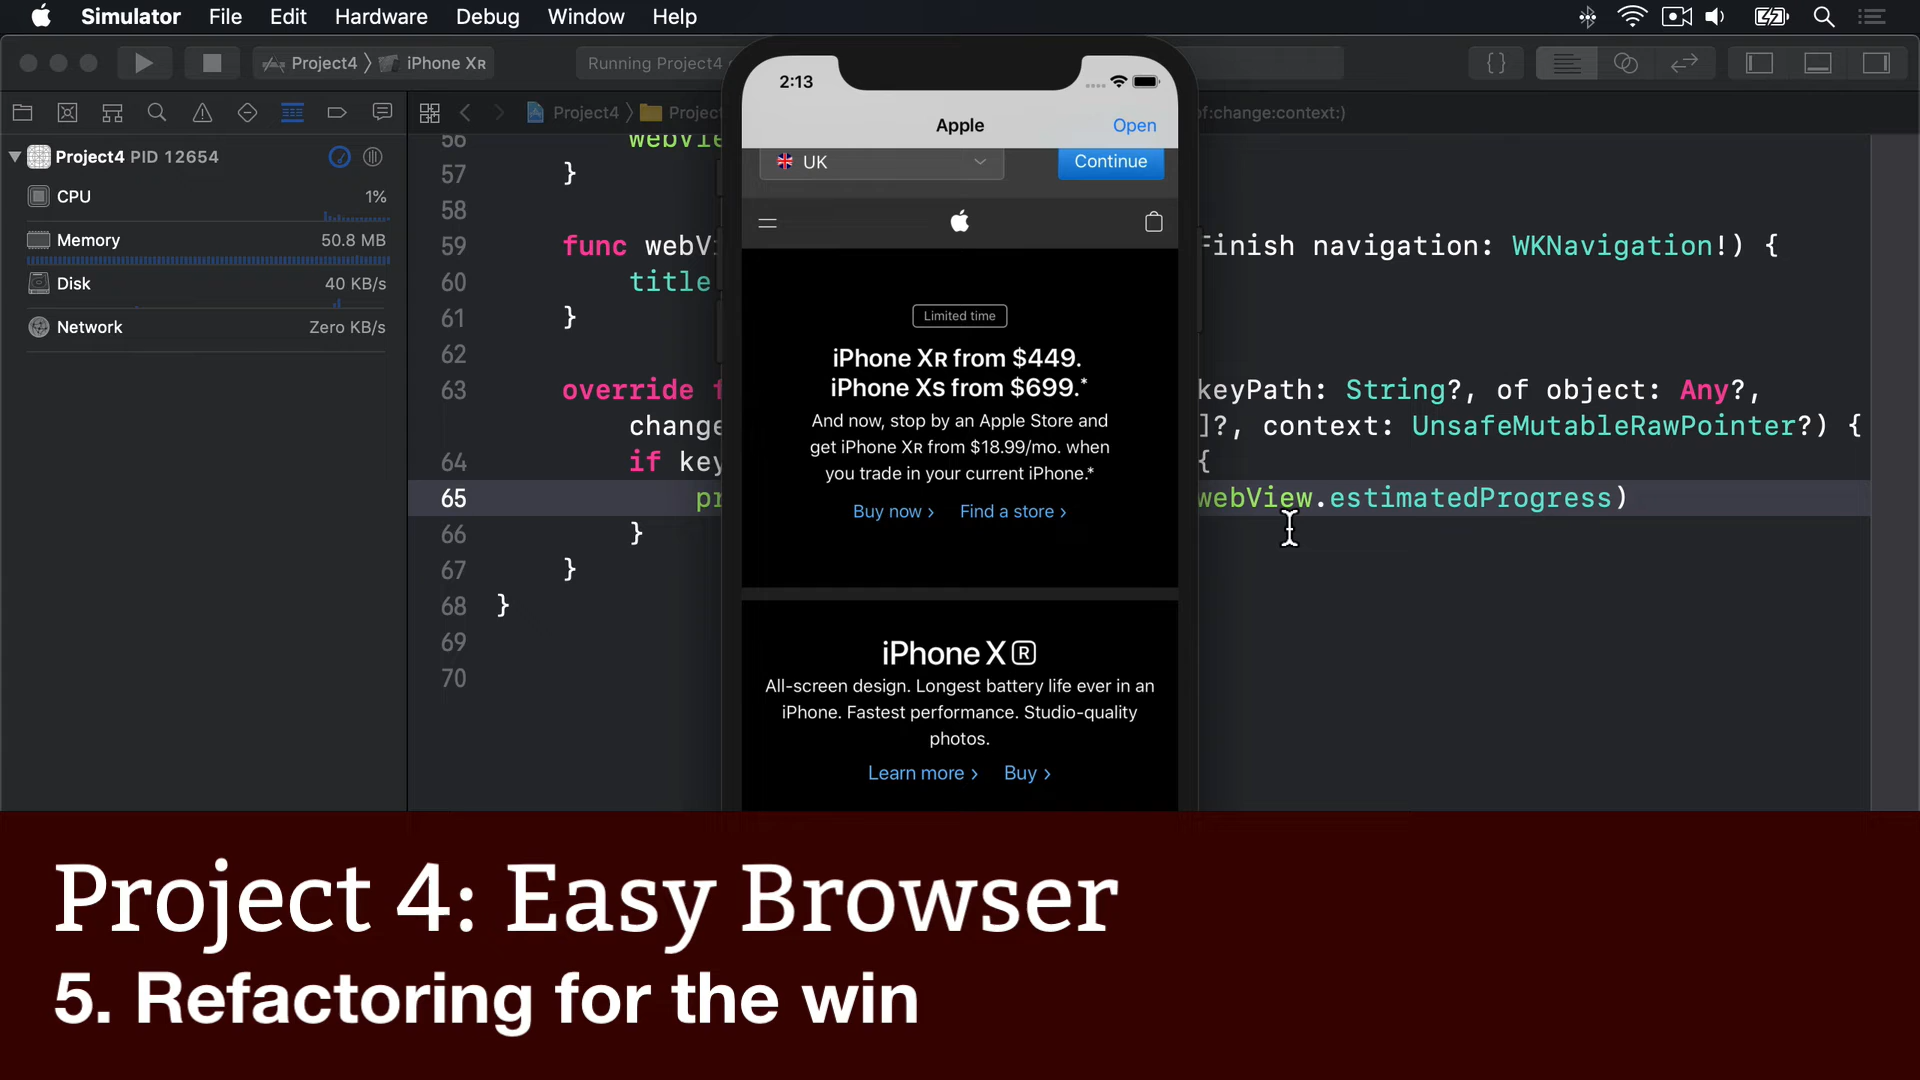 Simulator File Edit Hardware Debug Window Help
Project4 iPhone XR
Running Project4
Project4 of:change:context:)
Project4 PID 12654
CPU 1%
Memory 50.8 MB
Disk 40 KB/s
Network Zero KB/s
56
57 }
58
59 func Finish navigation: WKNavigation!) {
60 title
61 }
62
63 override keyPath: String?, of object: Any?,
change ]?, context: UnsafeMutableRawPointer?) {
64 if {
65 webView.estimatedProgress)
66 }
67 }
68 }
69
70
2:13
Apple Open
UK Continue
Limited time
iPhone XR from $449.
iPhone Xs from $699.*
And now, stop by an Apple Store and
get iPhone XR from $18.99/mo. when
you trade in your current iPhone.*
Buy now › Find a store ›
iPhone XR
All-screen design. Longest battery life ever in an
iPhone. Fastest performance. Studio-quality
photos.
Learn more › Buy ›
Project 4: Easy Browser
5. Refactoring for the win